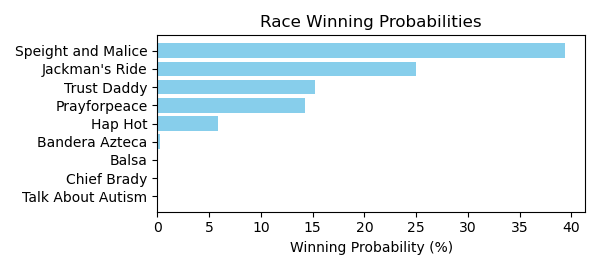 Race Winning Probabilities
Speight and Malice
Jackman's Ride
Trust Daddy
Prayforpeace
Hap Hot
Bandera Azteca
Balsa
Chief Brady
Talk About Autism
0 5 10 15 20 25 30 35 40
Winning Probability (%)